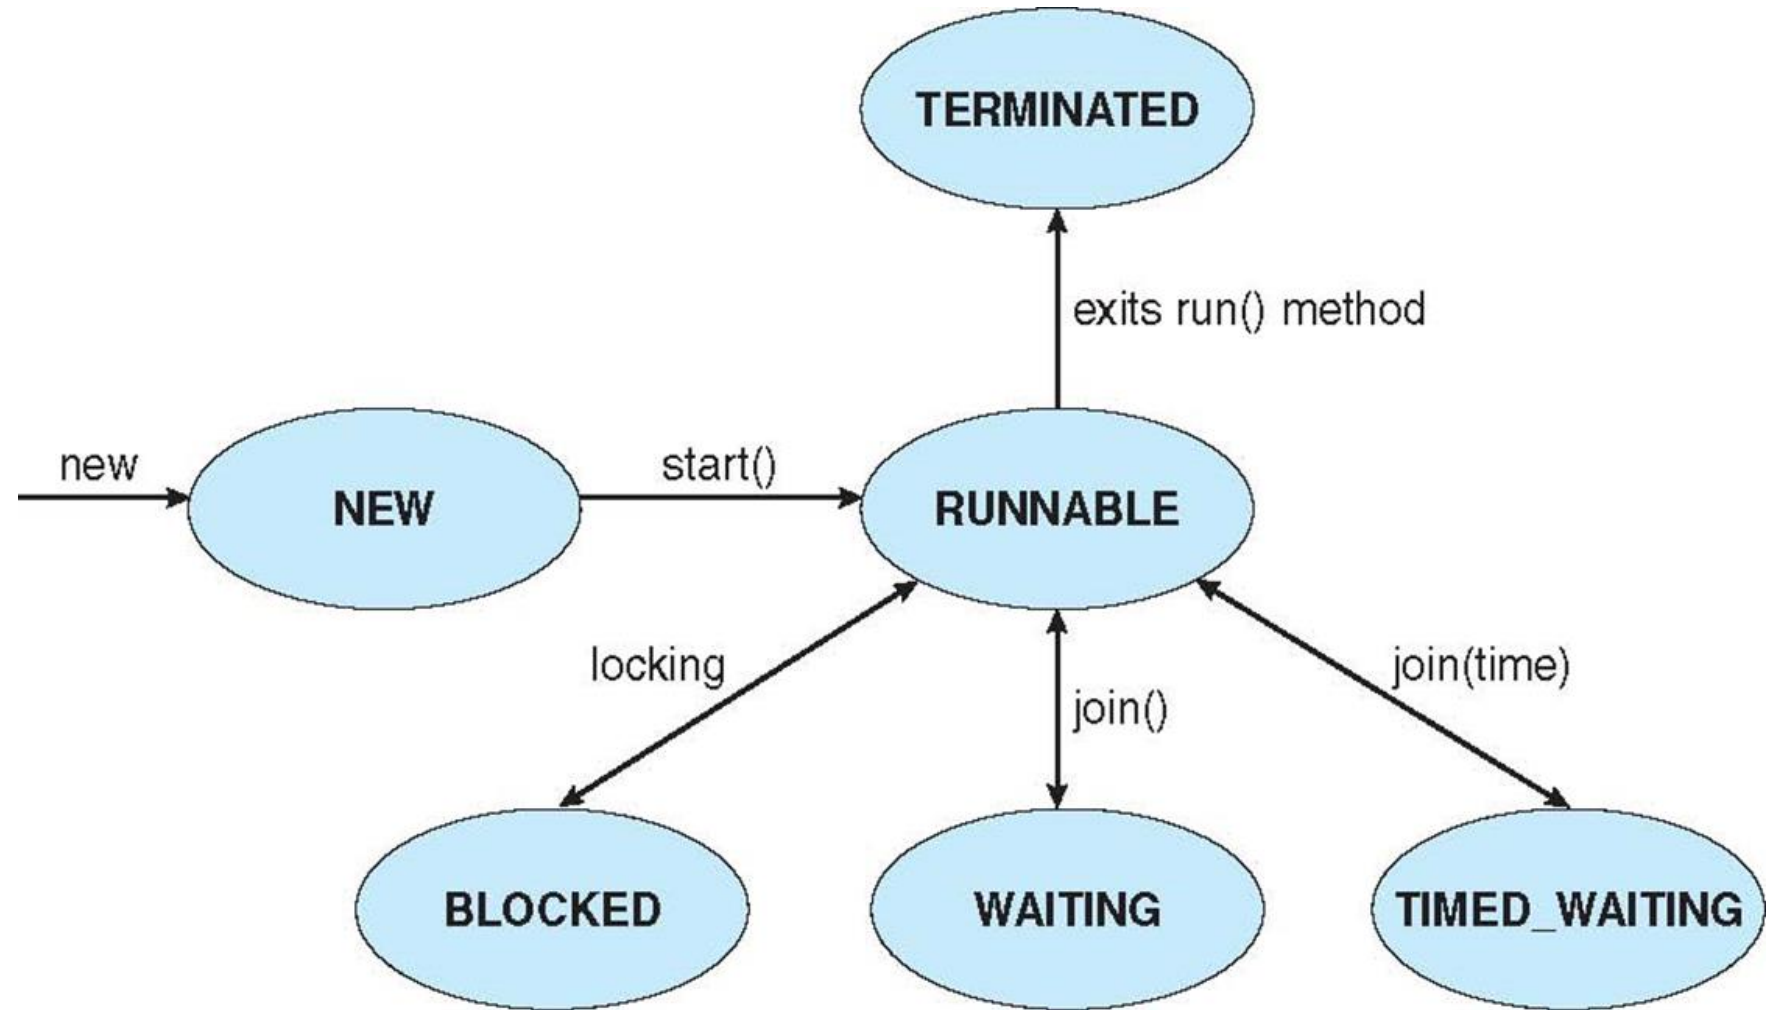 TERMINATED
exits run() method
new
start()
NEW
RUNNABLE
locking
join()
join(time)
BLOCKED
WAITING
TIMED_WAITING